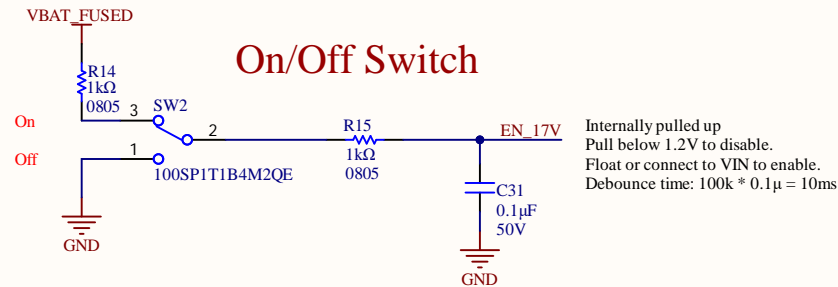 VBAT_FUSED
On/Off Switch
R14
1kΩ
0805
On
3
SW2
2
R15
1kΩ
0805
EN_17V
Off
1
100SP1T1B4M2QE
C31
0.1µF
50V
GND
GND
Internally pulled up
Pull below 1.2V to disable.
Float or connect to VIN to enable.
Debounce time: 100k * 0.1µ = 10ms